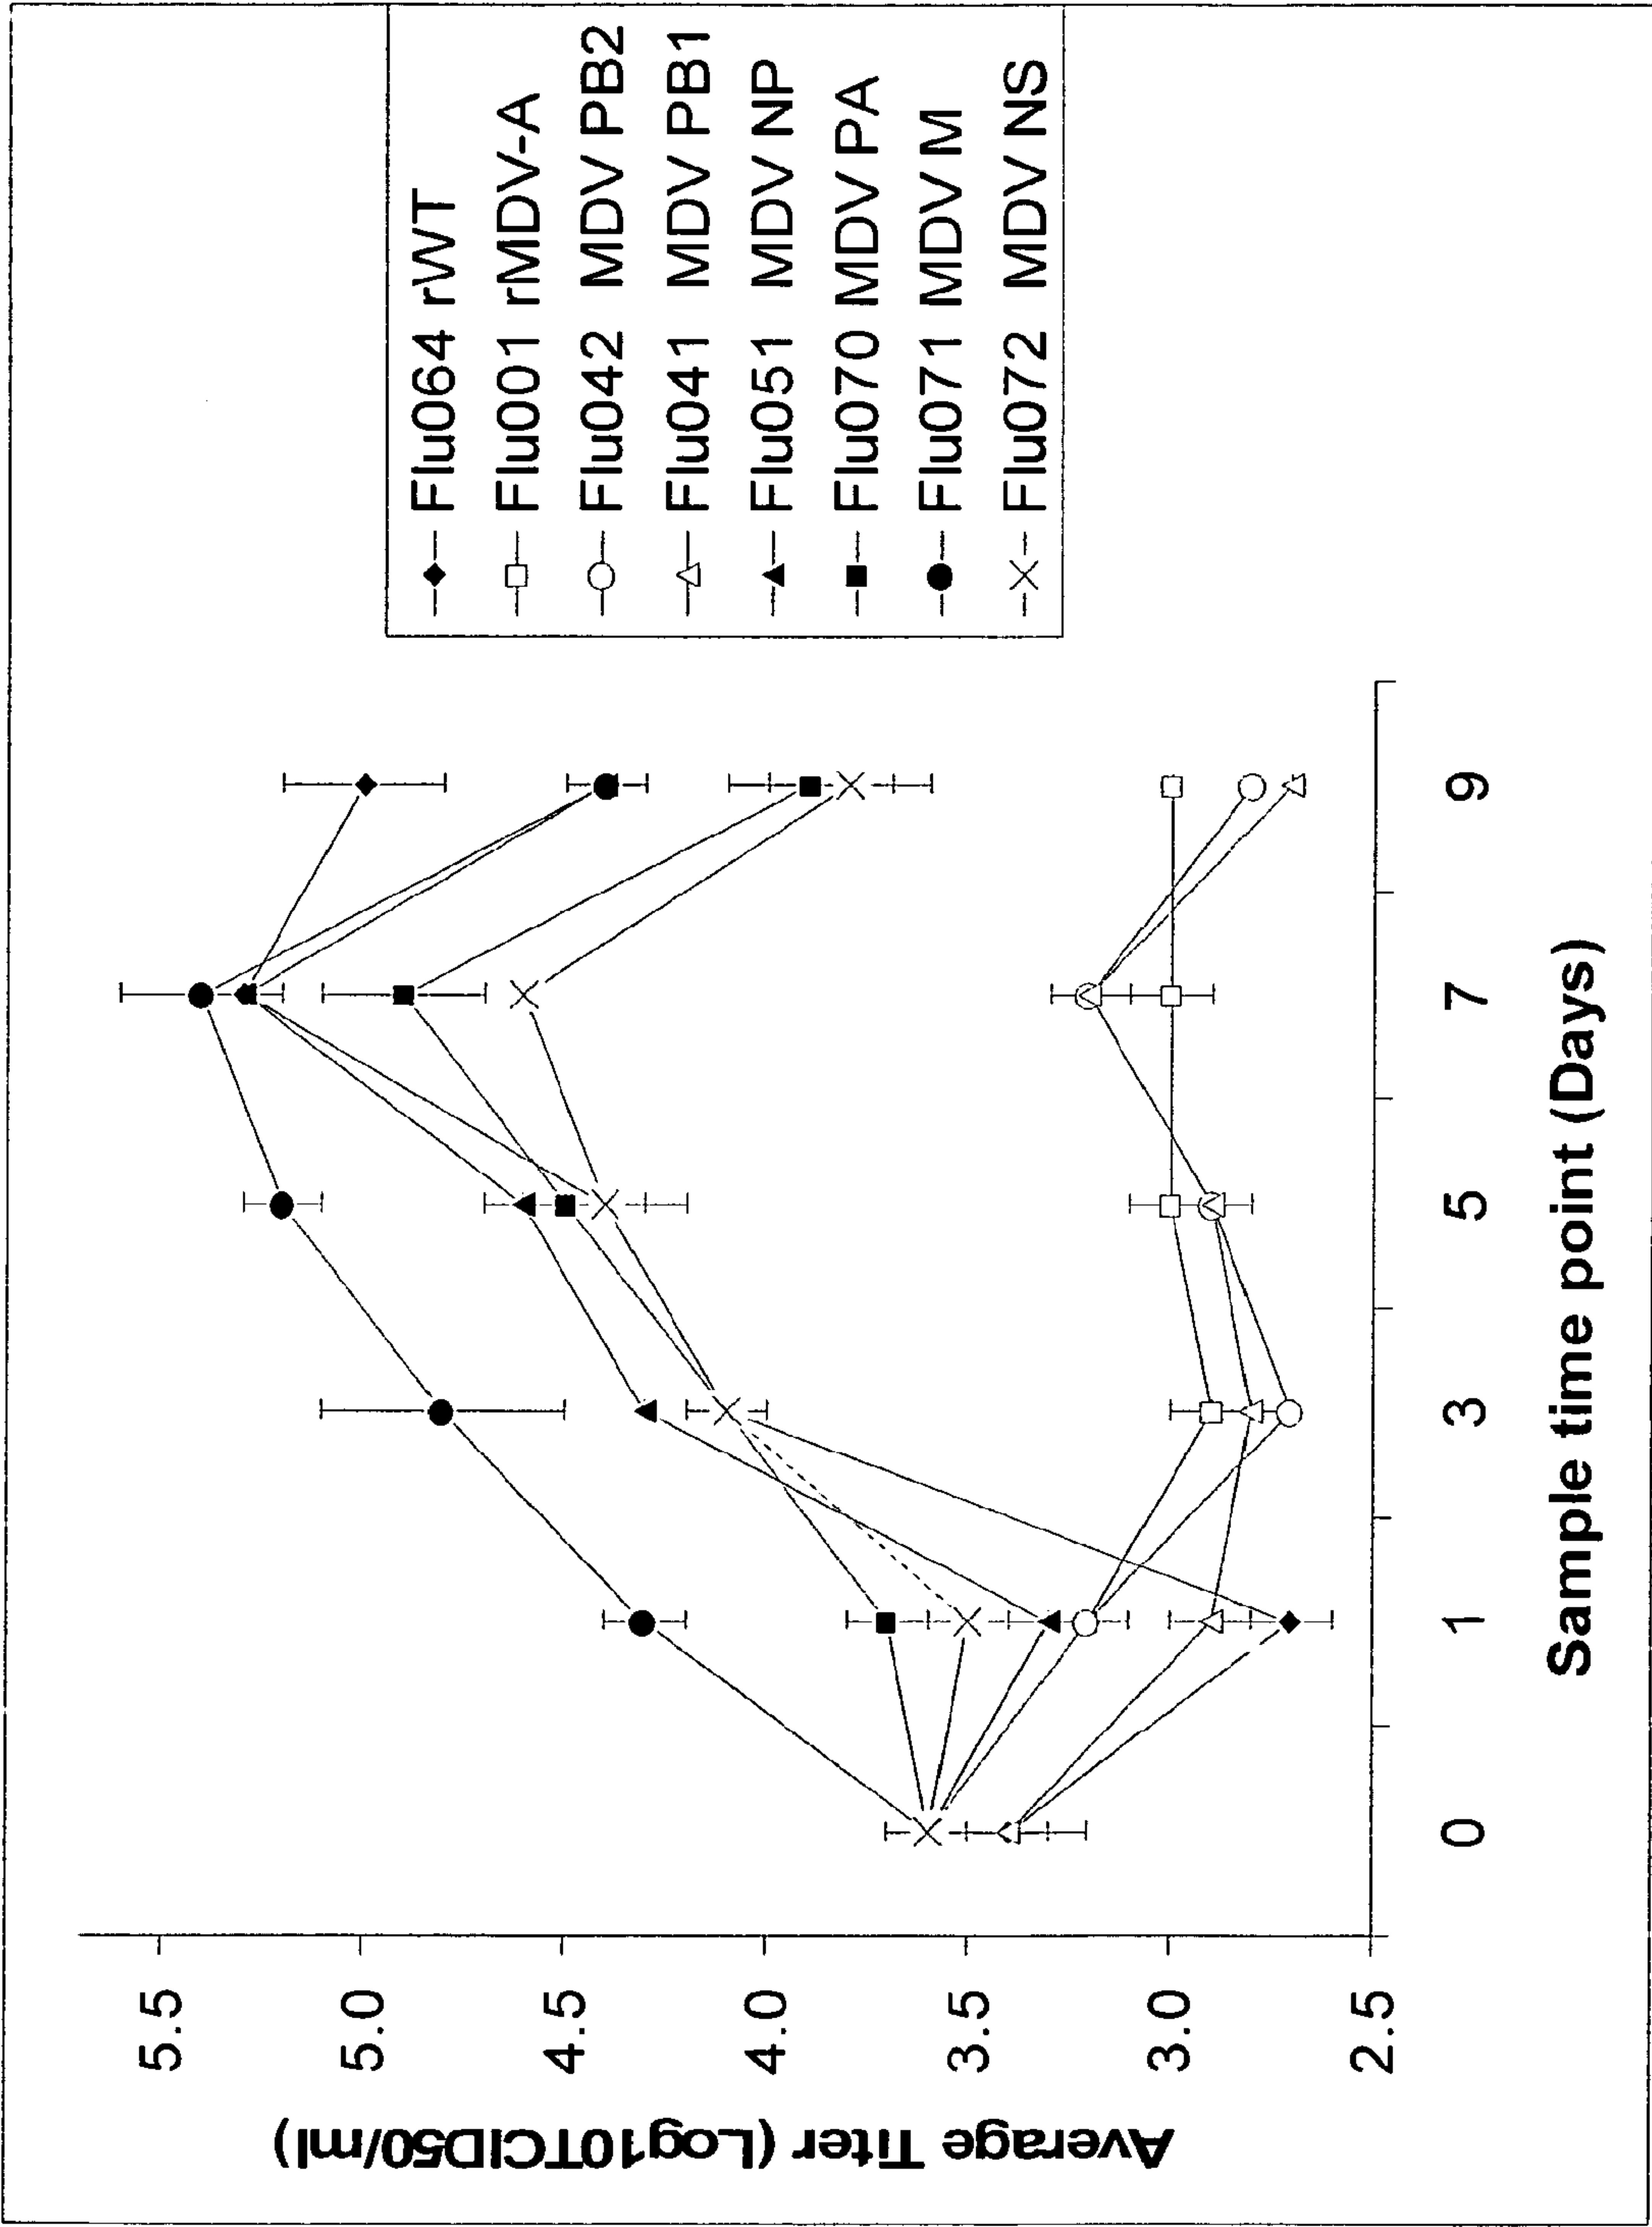 Average Titer (Log10TCID50/ml)
5.5
5.0
4.5
4.0
3.5
3.0
2.5
0 1 3 5 7 9
Sample time point (Days)
Flu064 rWT
Flu001 rMDV-A
Flu042 MDV PB2
Flu041 MDV PB1
Flu051 MDV NP
Flu070 MDV PA
Flu071 MDV M
Flu072 MDV NS